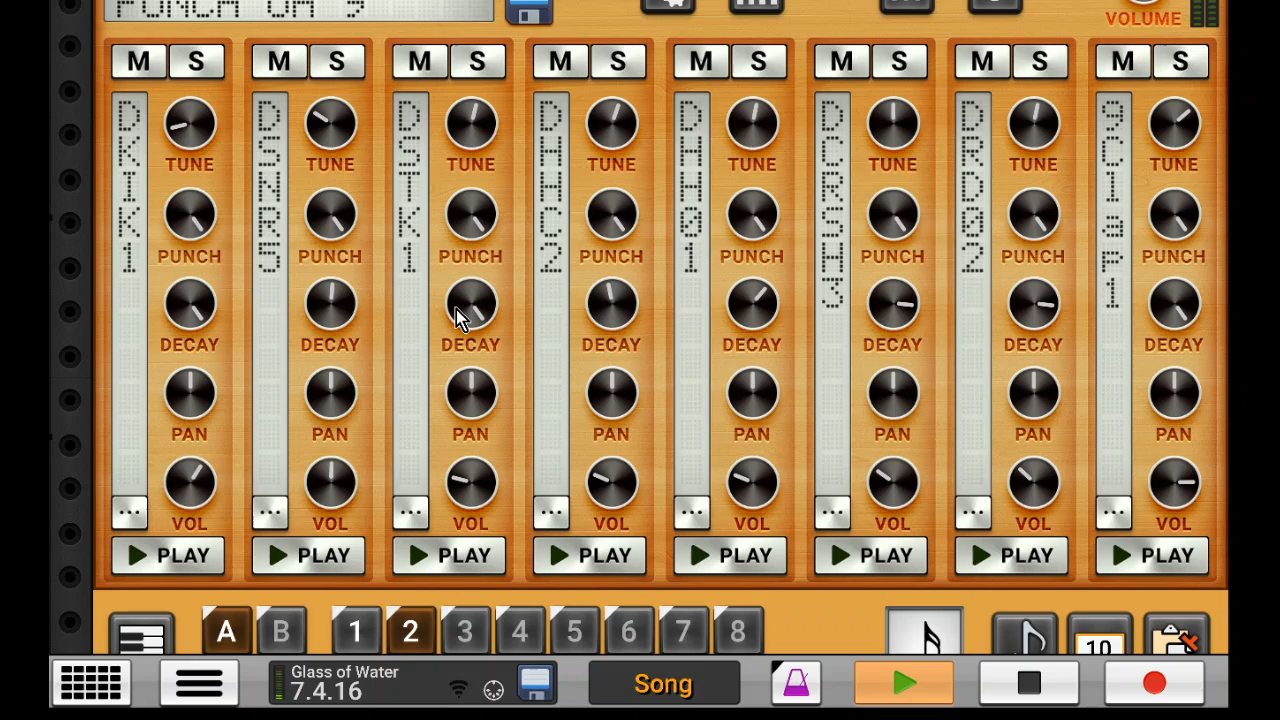 VOLUME
M S M S M S M S M S M S M S M S
TUNE TUNE TUNE TUNE TUNE TUNE TUNE TUNE
PUNCH PUNCH PUNCH PUNCH PUNCH PUNCH PUNCH PUNCH
DKIK1 DSNR5 DSTK1 DHHC2 DHH01 DCRSH3 DRD02 9CIap1
DECAY DECAY DECAY DECAY DECAY DECAY DECAY DECAY
PAN PAN PAN PAN PAN PAN PAN PAN
... ... ... ... ... ... ... ...
VOL VOL VOL VOL VOL VOL VOL VOL
PLAY PLAY PLAY PLAY PLAY PLAY PLAY PLAY
A B 1 2 3 4 5 6 7 8
10
Glass of Water
7.4.16
Song